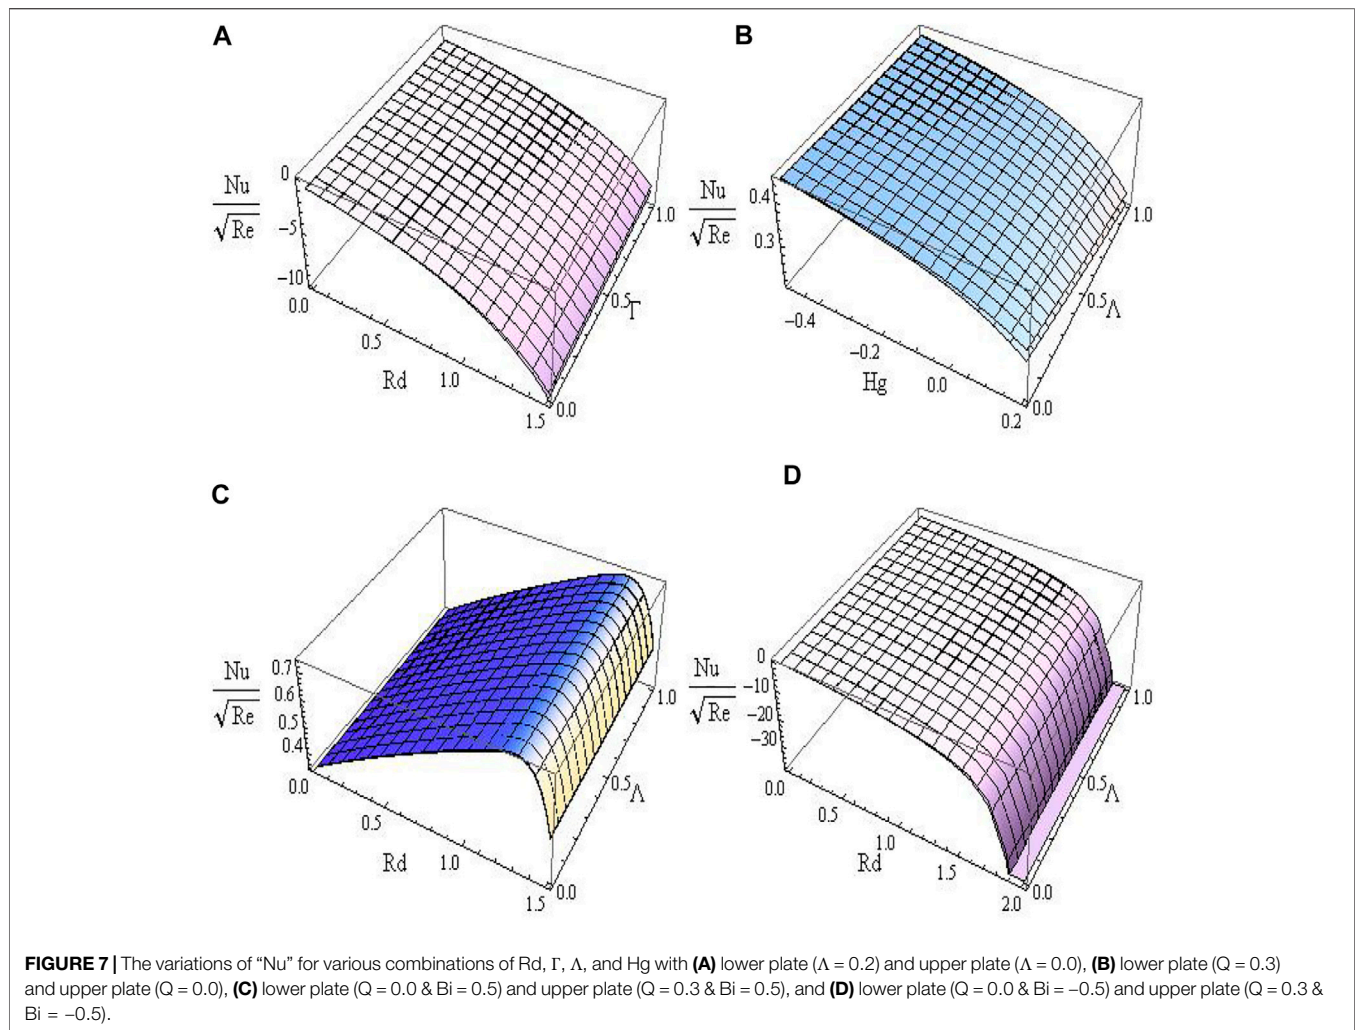 A
Nu
√Re
0
−5
−10
0.0
0.5
Rd
1.0
1.5
0.0
0.5
Γ
1.0
B
Nu
√Re
0.4
0.3
−0.4
−0.2
Hg
0.0
0.2
0.0
0.5
Λ
1.0
C
Nu
√Re
0.7
0.6
0.5
0.4
0.0
0.5
Rd
1.0
1.5
0.0
0.5
Λ
1.0
D
Nu
√Re
0
−10
−20
−30
0.0
0.5
1.0
Rd
1.5
2.0
0.0
0.5
Λ
1.0
FIGURE 7 | The variations of “Nu” for various combinations of Rd, Γ, Λ, and Hg with (A) lower plate (Λ = 0.2) and upper plate (Λ = 0.0), (B) lower plate (Q = 0.3)
and upper plate (Q = 0.0), (C) lower plate (Q = 0.0 & Bi = 0.5) and upper plate (Q = 0.3 & Bi = 0.5), and (D) lower plate (Q = 0.0 & Bi = −0.5) and upper plate (Q = 0.3 &
Bi = −0.5).